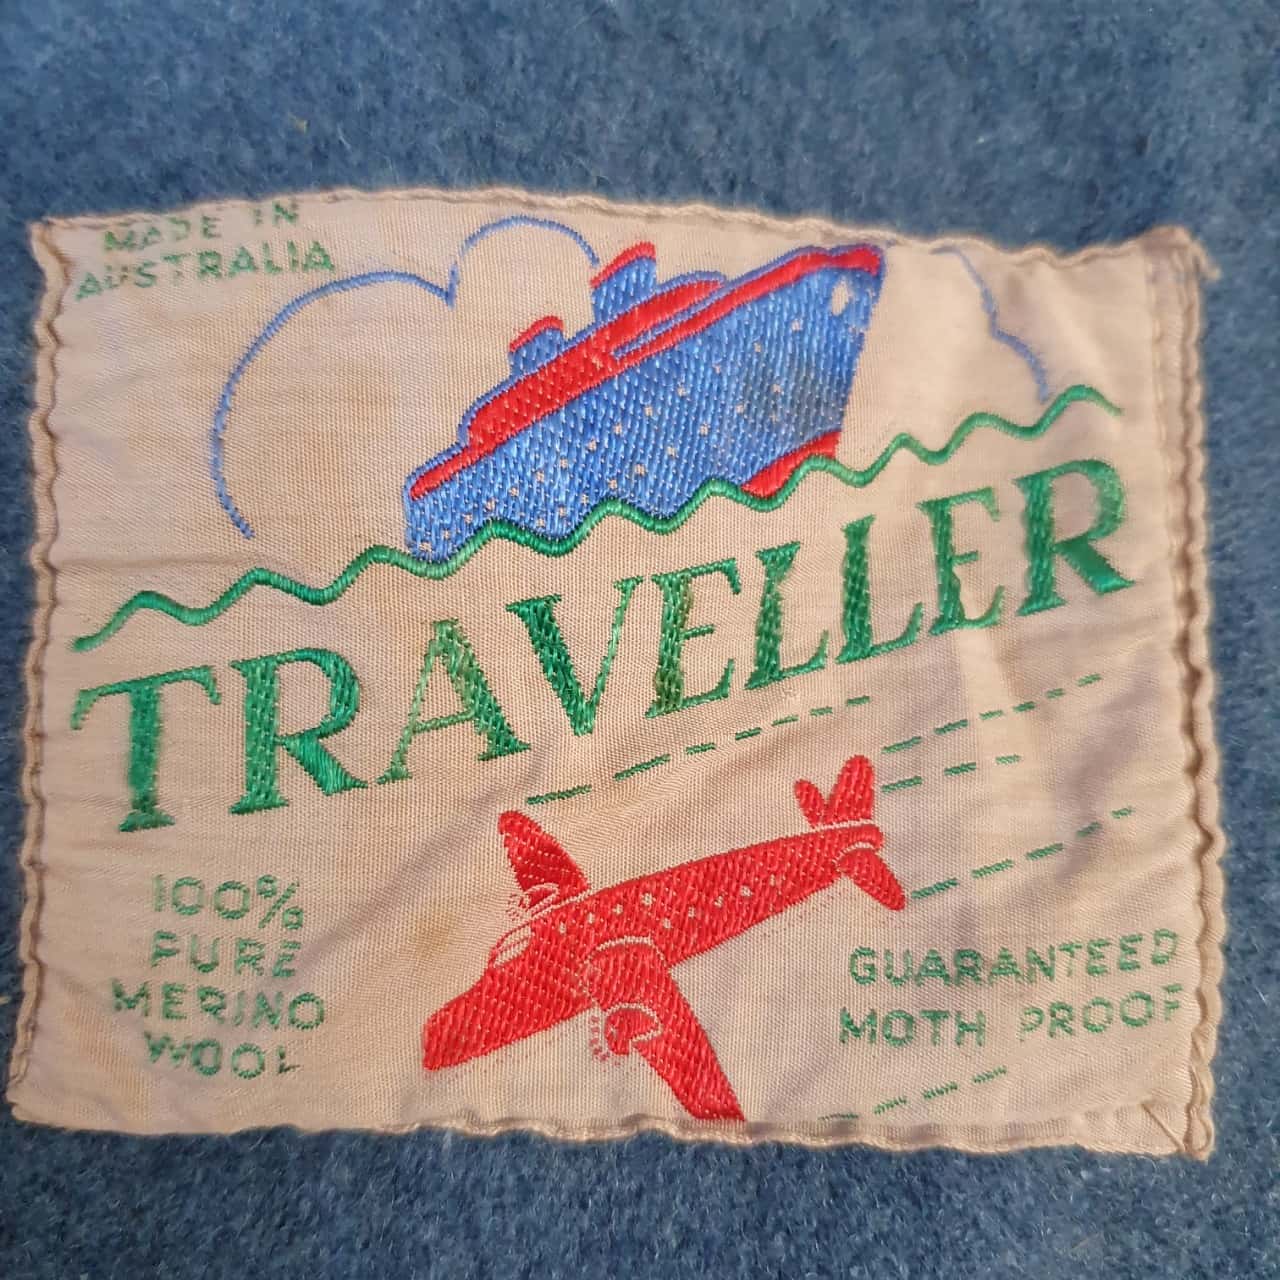 MADE IN
AUSTRALIA
TRAVELLER
100%
PURE
MERINO
WOOL
GUARANTEED
MOTH PROOF